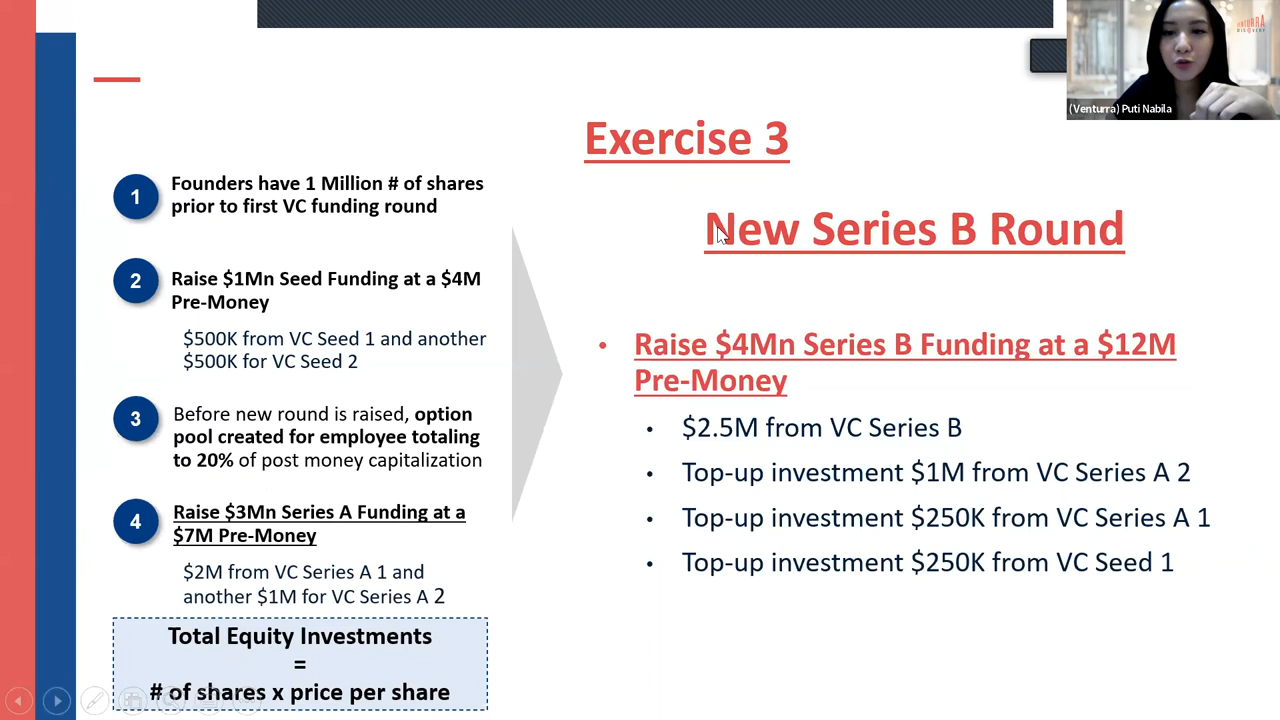 VENTURRA
DISCOVERY
(Venturra) Puti Nabila
Exercise 3
1
Founders have 1 Million # of shares
prior to first VC funding round
2
Raise $1Mn Seed Funding at a $4M
Pre-Money
$500K from VC Seed 1 and another
$500K for VC Seed 2
3
Before new round is raised, option
pool created for employee totaling
to 20% of post money capitalization
4
Raise $3Mn Series A Funding at a
$7M Pre-Money
$2M from VC Series A 1 and
another $1M for VC Series A 2
Total Equity Investments
=
# of shares x price per share
New Series B Round
• Raise $4Mn Series B Funding at a $12M
Pre-Money
• $2.5M from VC Series B
• Top-up investment $1M from VC Series A 2
• Top-up investment $250K from VC Series A 1
• Top-up investment $250K from VC Seed 1